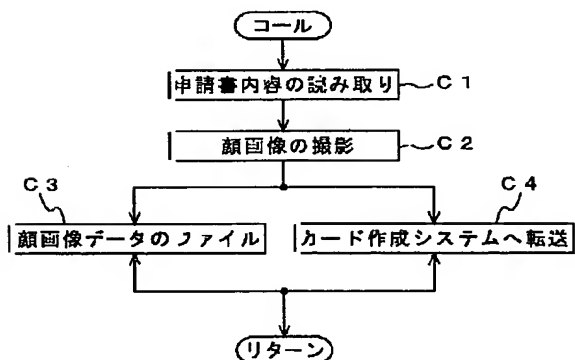 コール
申請書内容の読み取り C1
顔画像の撮影 C2
C3 C4
顔画像データのファイル カード作成システムへ転送
リターン